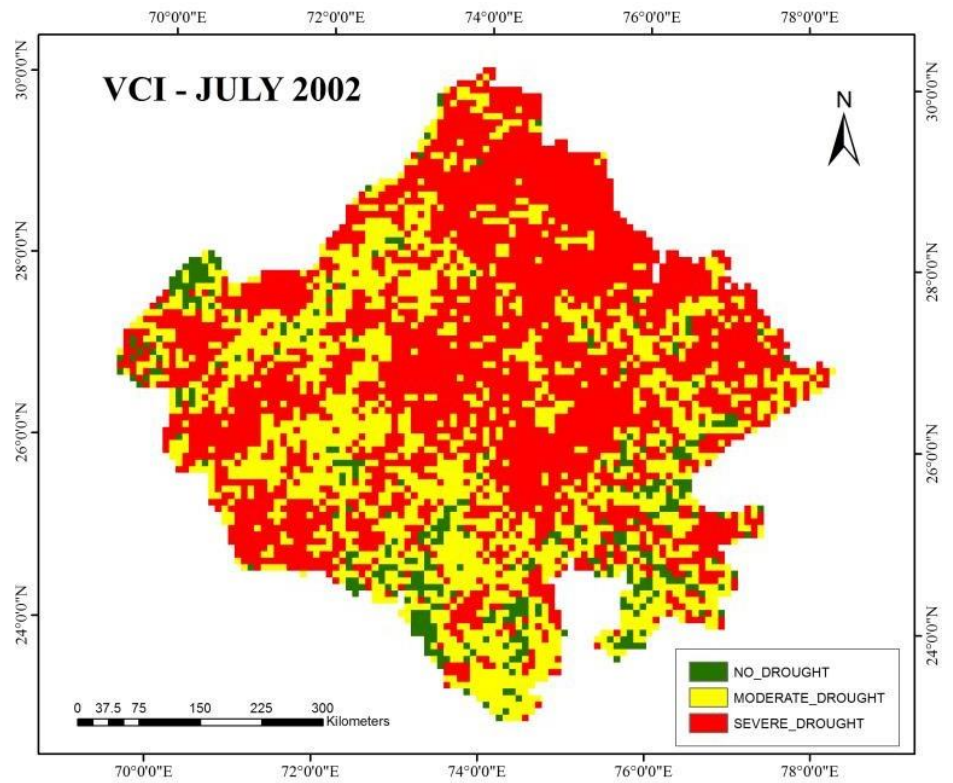 70°0'0"E 72°0'0"E 74°0'0"E 76°0'0"E 78°0'0"E
VCI - JULY 2002
N
30°0'0"N
28°0'0"N
26°0'0"N
24°0'0"N
30°0'0"N
28°0'0"N
26°0'0"N
24°0'0"N
NO_DROUGHT
MODERATE_DROUGHT
SEVERE_DROUGHT
0 37.5 75 150 225 300
Kilometers
70°0'0"E 72°0'0"E 74°0'0"E 76°0'0"E 78°0'0"E